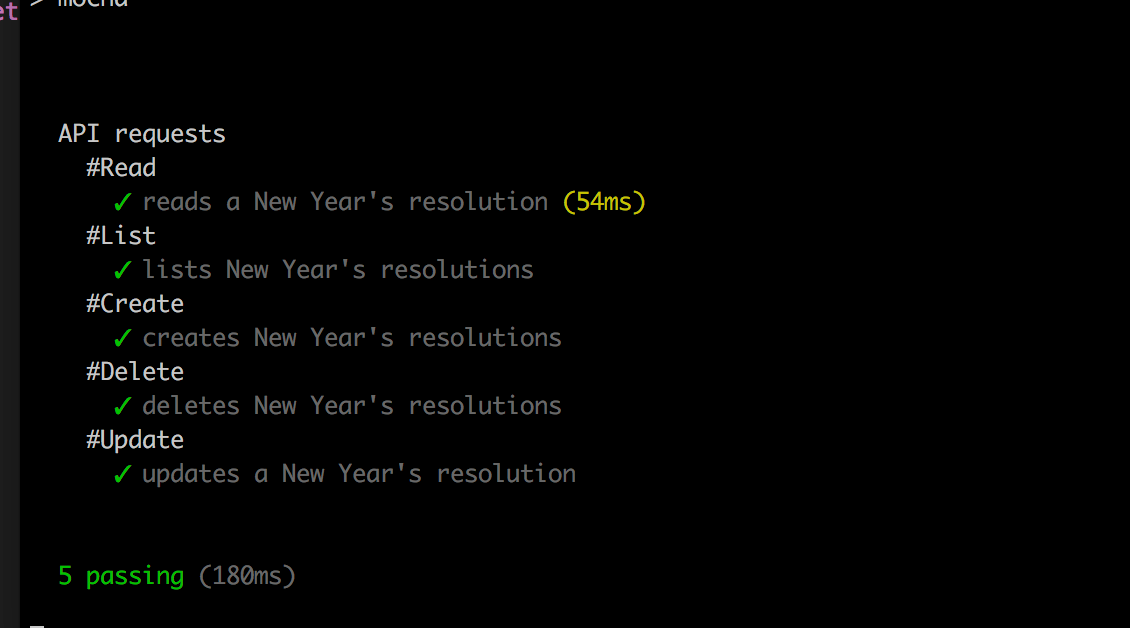 > mocha
API requests
#Read
✓ reads a New Year's resolution (54ms)
#List
✓ lists New Year's resolutions
#Create
✓ creates New Year's resolutions
#Delete
✓ deletes New Year's resolutions
#Update
✓ updates a New Year's resolution
5 passing (180ms)